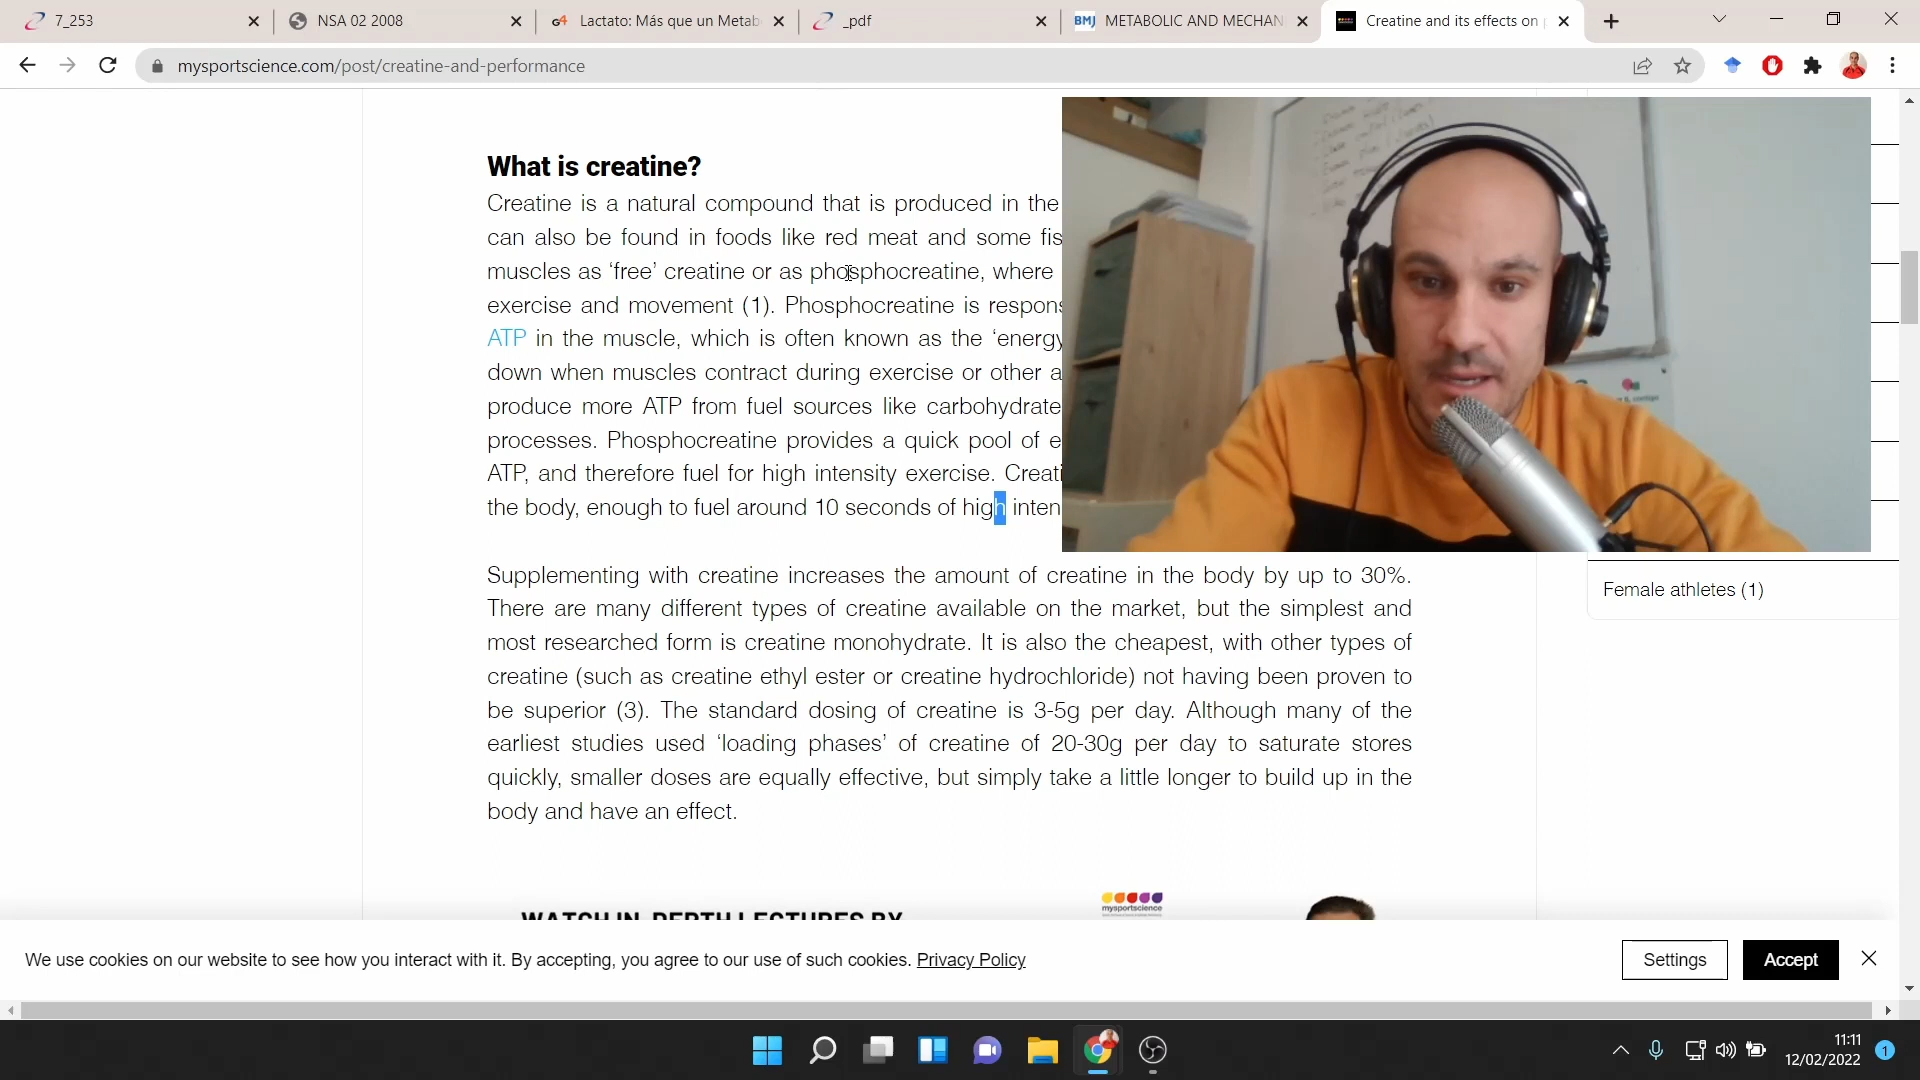 7_253
NSA 02 2008
Lactato: Más que un Metab
_pdf
BMJ METABOLIC AND MECHAN
Creatine and its effects on
mysportscience.com/post/creatine-and-performance
What is creatine?
Creatine is a natural compound that is produced in the
can also be found in foods like red meat and some fis
muscles as ‘free’ creatine or as phosphocreatine, where
exercise and movement (1). Phosphocreatine is respons
ATP in the muscle, which is often known as the ‘energy
down when muscles contract during exercise or other a
produce more ATP from fuel sources like carbohydrate
processes. Phosphocreatine provides a quick pool of e
ATP, and therefore fuel for high intensity exercise. Creati
the body, enough to fuel around 10 seconds of high inten
Supplementing with creatine increases the amount of creatine in the body by up to 30%.
There are many different types of creatine available on the market, but the simplest and
most researched form is creatine monohydrate. It is also the cheapest, with other types of
creatine (such as creatine ethyl ester or creatine hydrochloride) not having been proven to
be superior (3). The standard dosing of creatine is 3-5g per day. Although many of the
earliest studies used ‘loading phases’ of creatine of 20-30g per day to saturate stores
quickly, smaller doses are equally effective, but simply take a little longer to build up in the
body and have an effect.
Female athletes (1)
WATCH IN-DEPTH LECTURES BY
mysportscience
We use cookies on our website to see how you interact with it. By accepting, you agree to our use of such cookies. Privacy Policy
Settings
Accept
11:11
12/02/2022
1